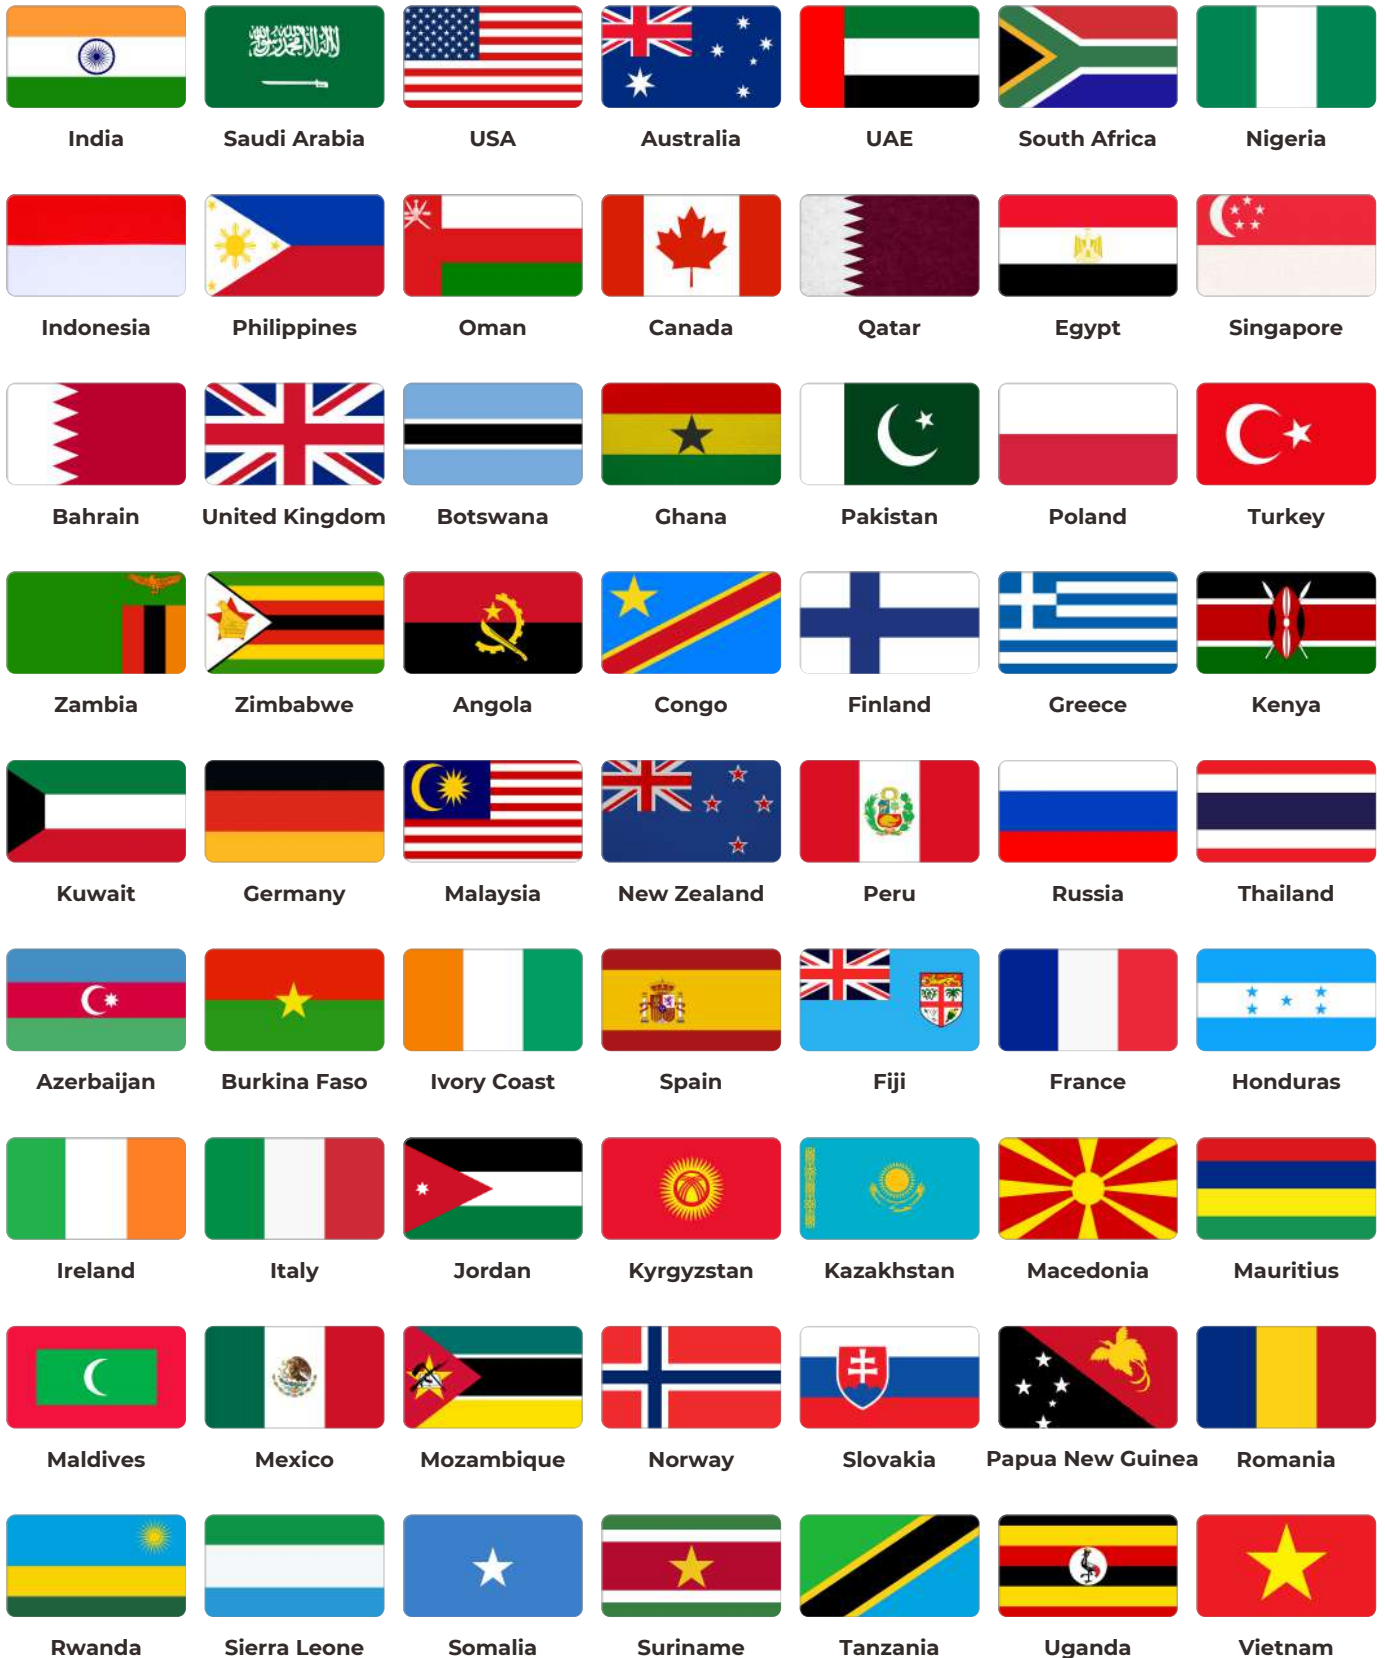 India Saudi Arabia USA Australia UAE South Africa Nigeria
Indonesia Philippines Oman Canada Qatar Egypt Singapore
Bahrain United Kingdom Botswana Ghana Pakistan Poland Turkey
Zambia Zimbabwe Angola Congo Finland Greece Kenya
Kuwait Germany Malaysia New Zealand Peru Russia Thailand
Azerbaijan Burkina Faso Ivory Coast Spain Fiji France Honduras
Ireland Italy Jordan Kyrgyzstan Kazakhstan Macedonia Mauritius
Maldives Mexico Mozambique Norway Slovakia Papua New Guinea Romania
Rwanda Sierra Leone Somalia Suriname Tanzania Uganda Vietnam